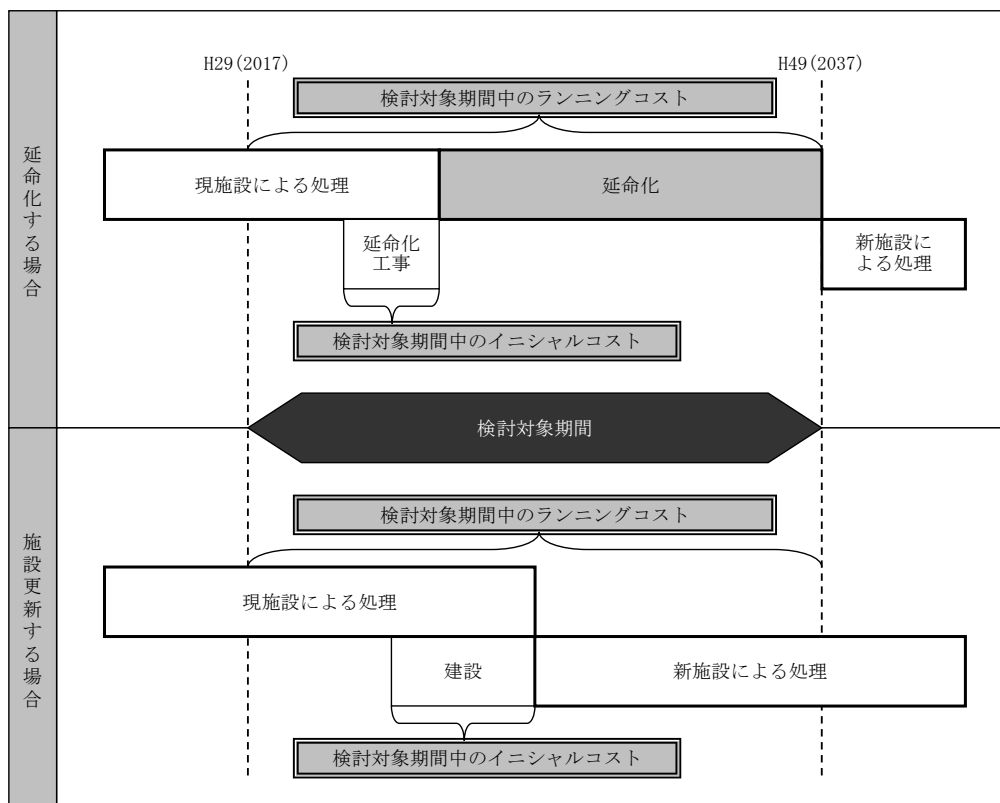 延命化する場合
H29(2017)
H49(2037)
検討対象期間中のランニングコスト
現施設による処理
延命化
延命化
工事
新施設に
よる処理
検討対象期間中のイニシャルコスト
検討対象期間
施設更新する場合
検討対象期間中のランニングコスト
現施設による処理
建設
新施設による処理
検討対象期間中のイニシャルコスト